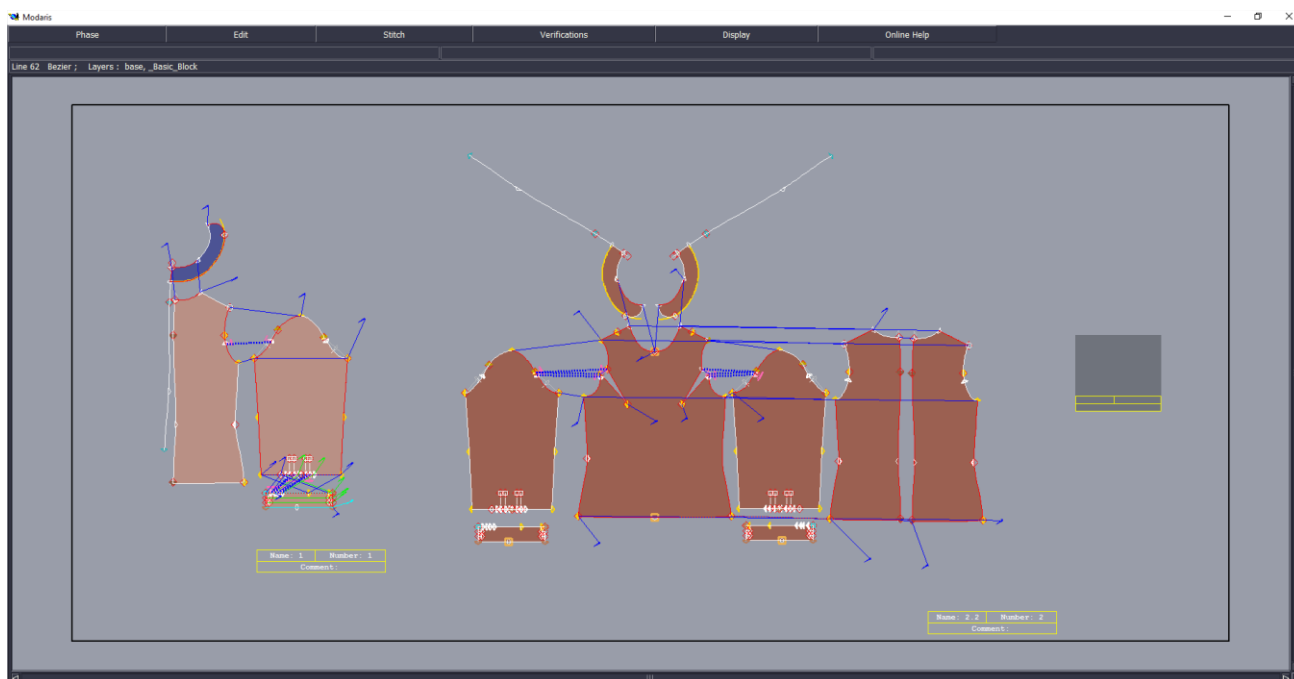 Modaris
Phase Edit Stitch Verifications Display Online Help
Line 62 Bezier ; Layers : base, _Basic_Block
Name: 1 Number: 1
Comment:
Name: 2.2 Number: 2
Comment: